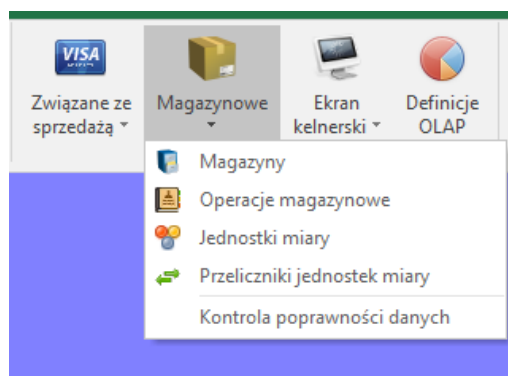 VISA
Związane ze
sprzedażą
Magazynowe
Ekran
kelnerski
Definicje
OLAP
Magazyny
Operacje magazynowe
Jednostki miary
Przeliczniki jednostek miary
Kontrola poprawności danych